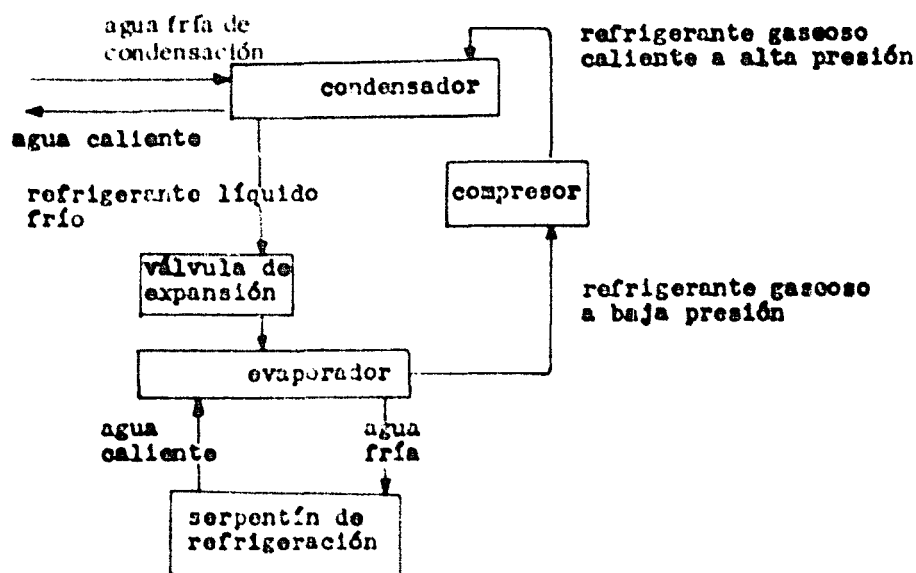 agua fría de
condensación
refrigerante gaseoso
caliente a alta presión
condensador
agua caliente
compresor
refrigerante líquido
frío
válvula de
expansión
refrigerante gaseoso
a baja presión
evaporador
agua
caliente
agua
fría
serpentín de
refrigeración